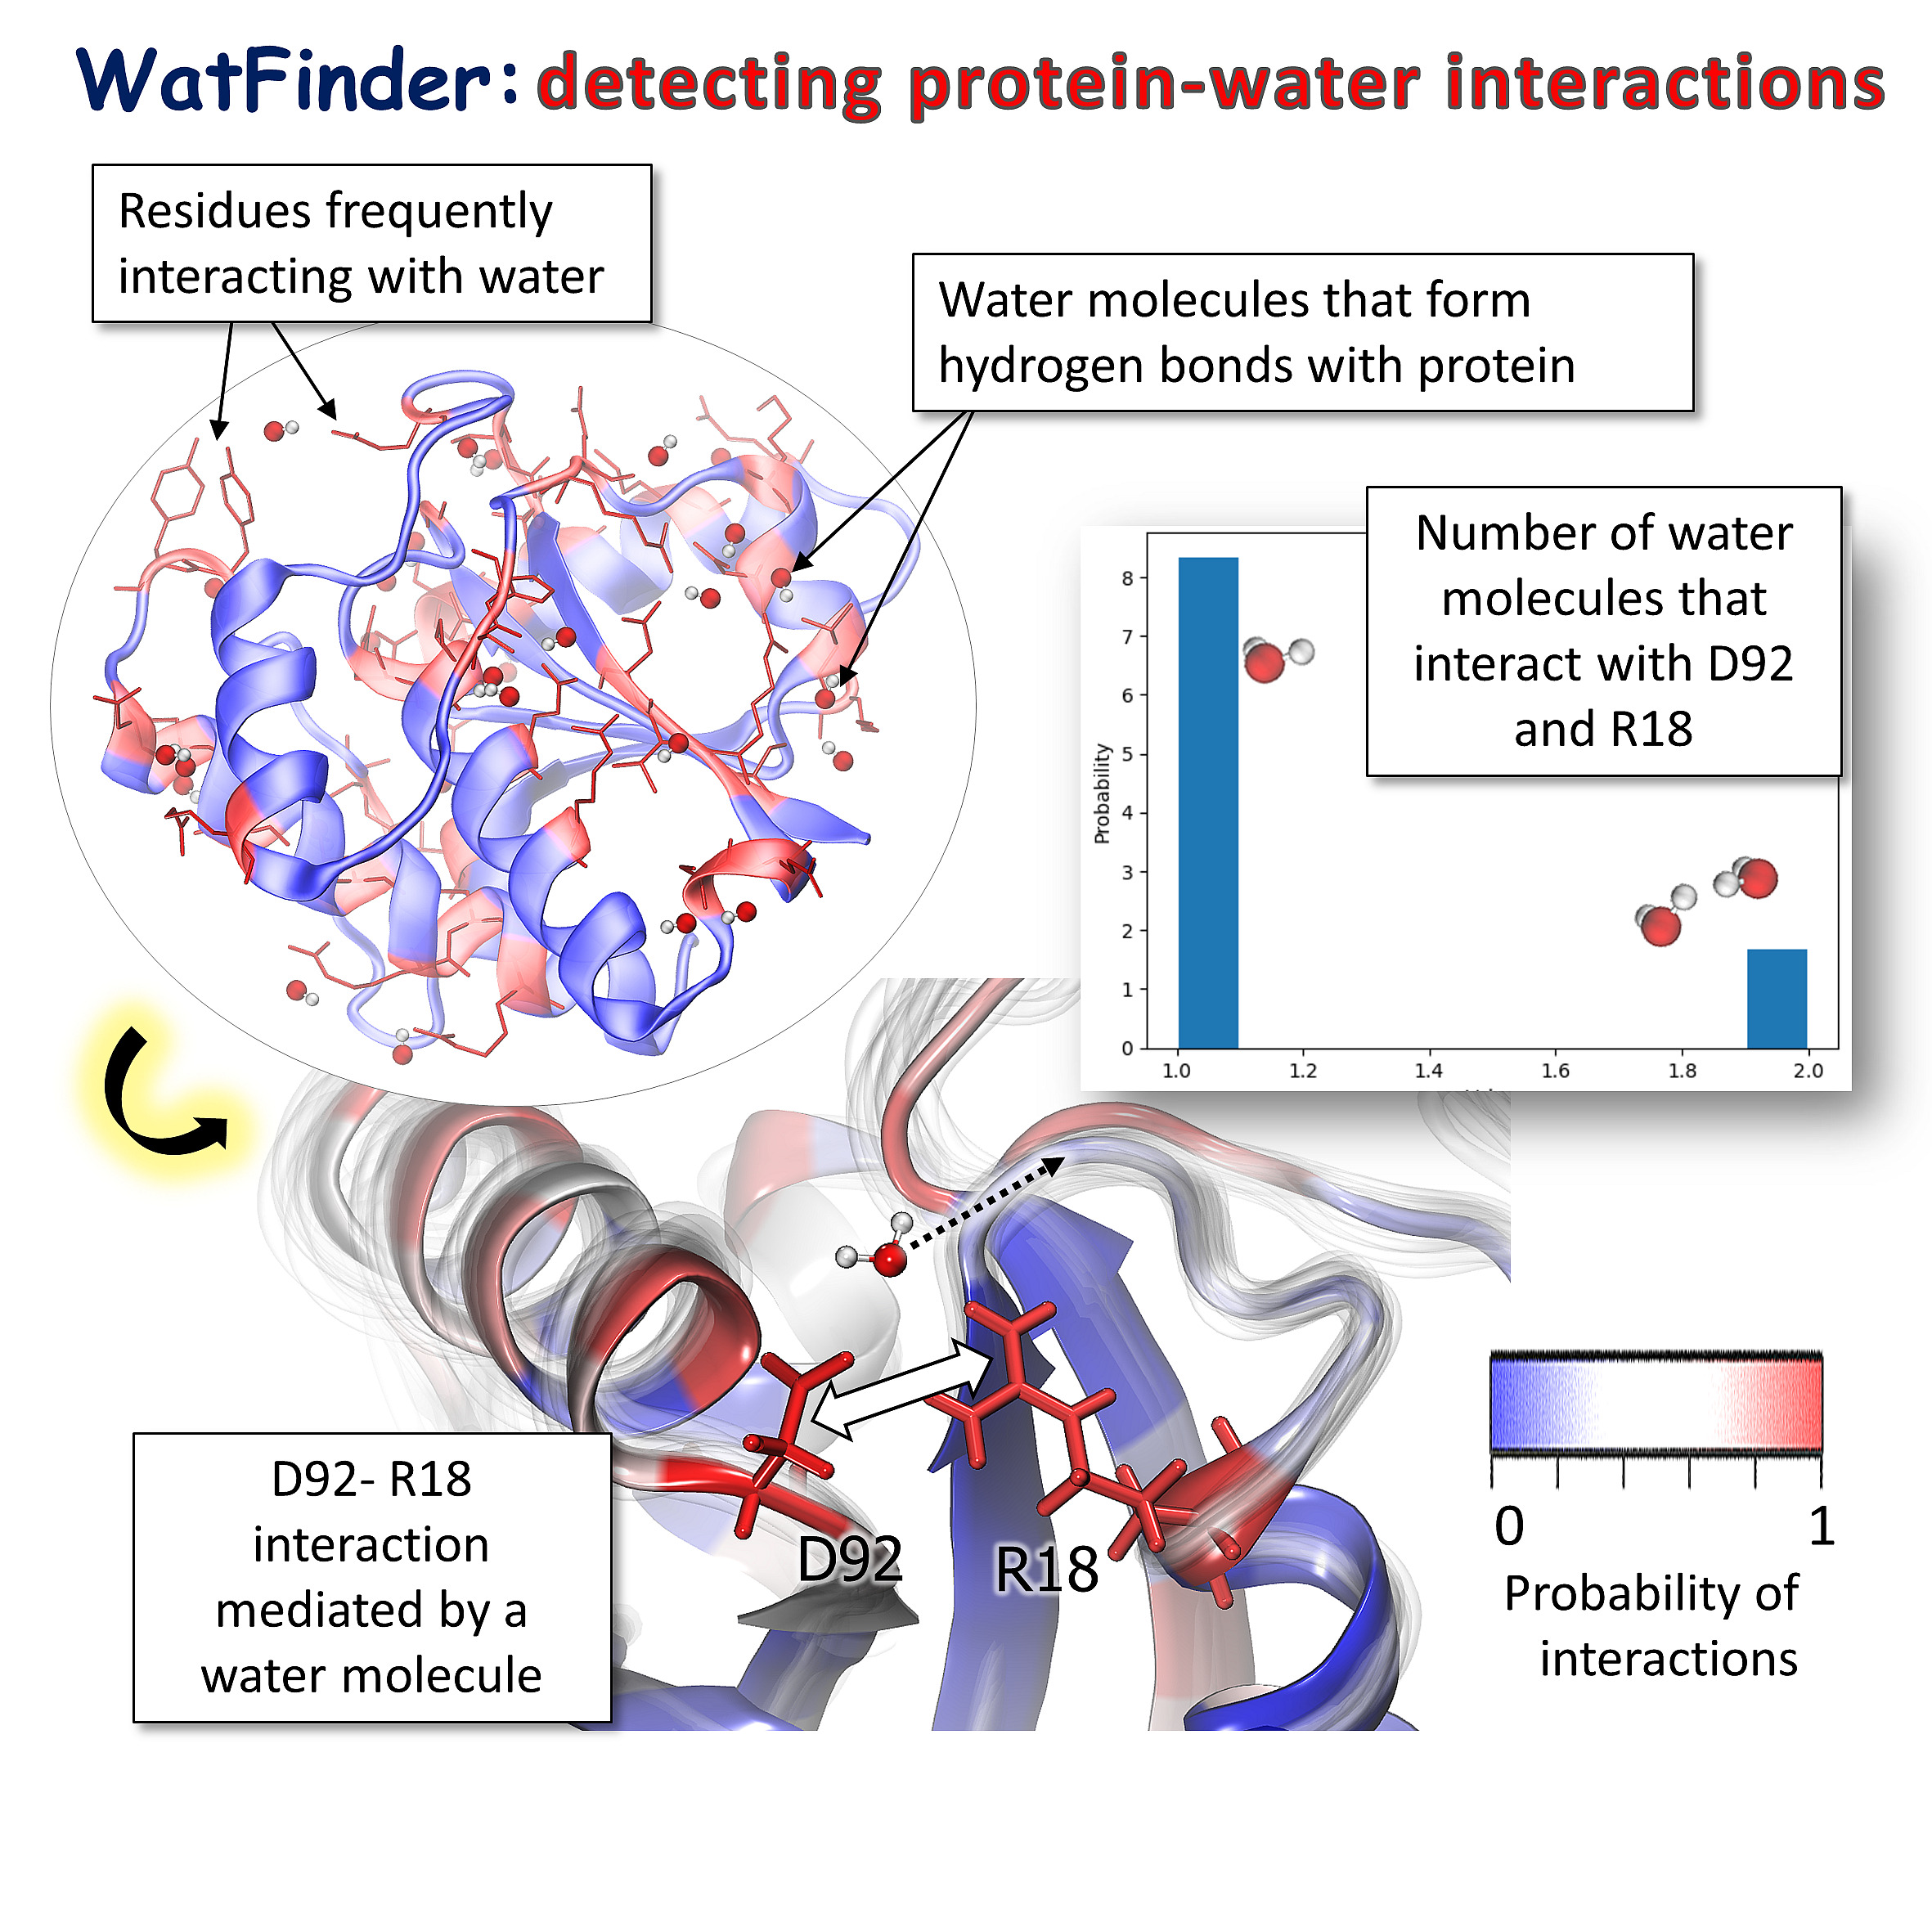 WatFinder: detecting protein-water interactions
Residues frequently
interacting with water
Water molecules that form
hydrogen bonds with protein
Number of water
molecules that
interact with D92
and R18
Probability
8
7
6
5
4
3
2
1
0
1.0 1.2 1.4 1.6 1.8 2.0
D92- R18
interaction
mediated by a
water molecule
D92
R18
0 1
Probability of
interactions